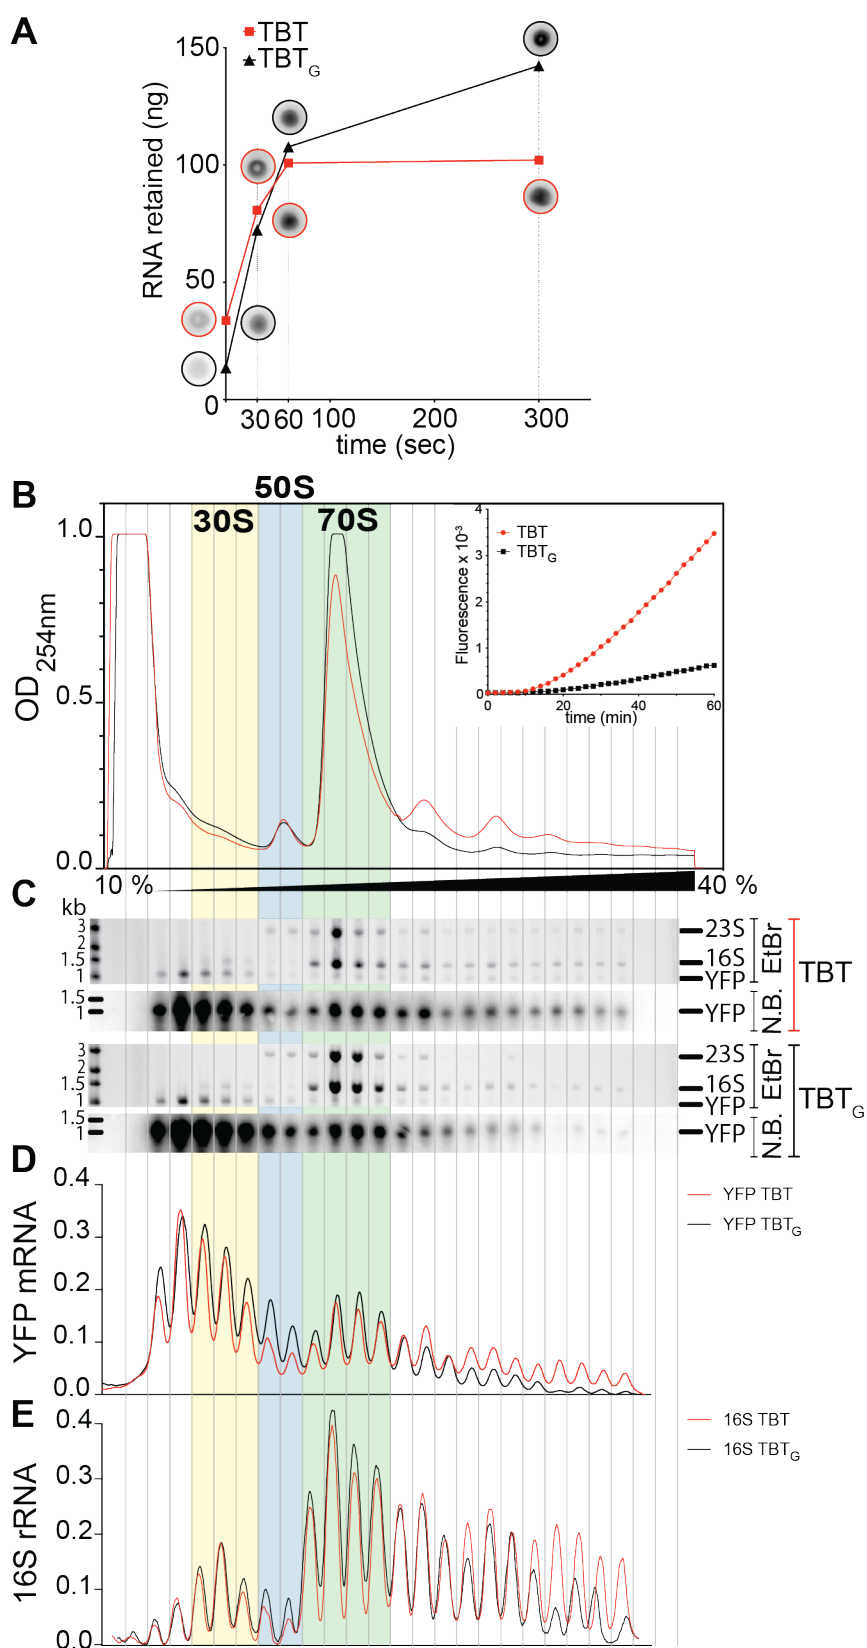 A
TBT
TBTG
150
100
50
0
RNA retained (ng)
30 60 100 200 300
time (sec)
B
50S
30S 70S
1.0
0.5
0.0
OD254nm
TBT
TBTG
4
3
2
1
0
Fluorescence x 10-3
0 20 40 60
time (min)
10 % 40 %
C
kb
3
2
1.5
1
23S
16S
YFP
EtBr
TBT
1.5
1
YFP
N.B.
3
2
1.5
1
23S
16S
YFP
EtBr
TBTG
1.5
1
YFP
N.B.
D
0.4
0.3
0.2
0.1
0.0
YFP mRNA
YFP TBT
YFP TBTG
E
0.4
0.3
0.2
0.1
0.0
16S rRNA
16S TBT
16S TBTG